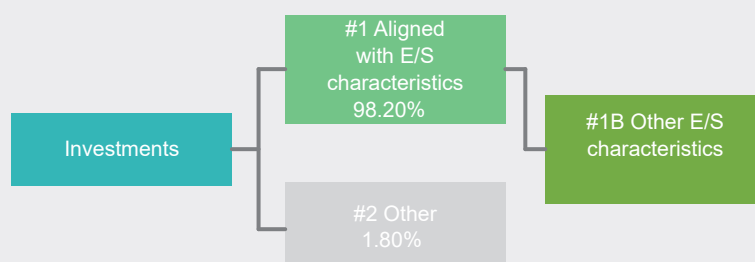 #1 Aligned
with E/S
characteristics
98.20%
Investments
#1B Other E/S
characteristics
#2 Other
1.80%